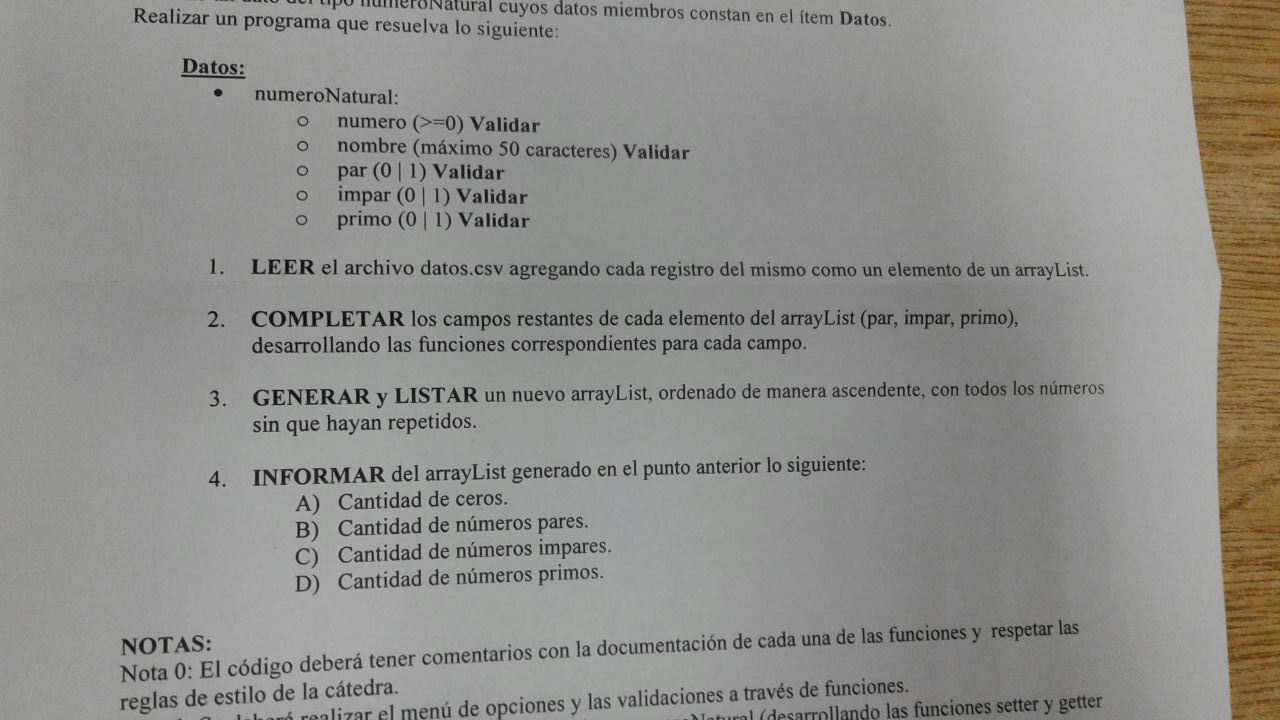 dato del tipo numeroNatural cuyos datos miembros constan en el ítem Datos.
Realizar un programa que resuelva lo siguiente:
Datos:
• numeroNatural:
○ numero (>=0) Validar
○ nombre (máximo 50 caracteres) Validar
○ par (0 | 1) Validar
○ impar (0 | 1) Validar
○ primo (0 | 1) Validar
1. LEER el archivo datos.csv agregando cada registro del mismo como un elemento de un arrayList.
2. COMPLETAR los campos restantes de cada elemento del arrayList (par, impar, primo),
desarrollando las funciones correspondientes para cada campo.
3. GENERAR y LISTAR un nuevo arrayList, ordenado de manera ascendente, con todos los números
sin que hayan repetidos.
4. INFORMAR del arrayList generado en el punto anterior lo siguiente:
A) Cantidad de ceros.
B) Cantidad de números pares.
C) Cantidad de números impares.
D) Cantidad de números primos.
NOTAS:
Nota 0: El código deberá tener comentarios con la documentación de cada una de las funciones y respetar las
reglas de estilo de la cátedra.
realizar el menú de opciones y las validaciones a través de funciones.
(desarrollando las funciones setter y getter